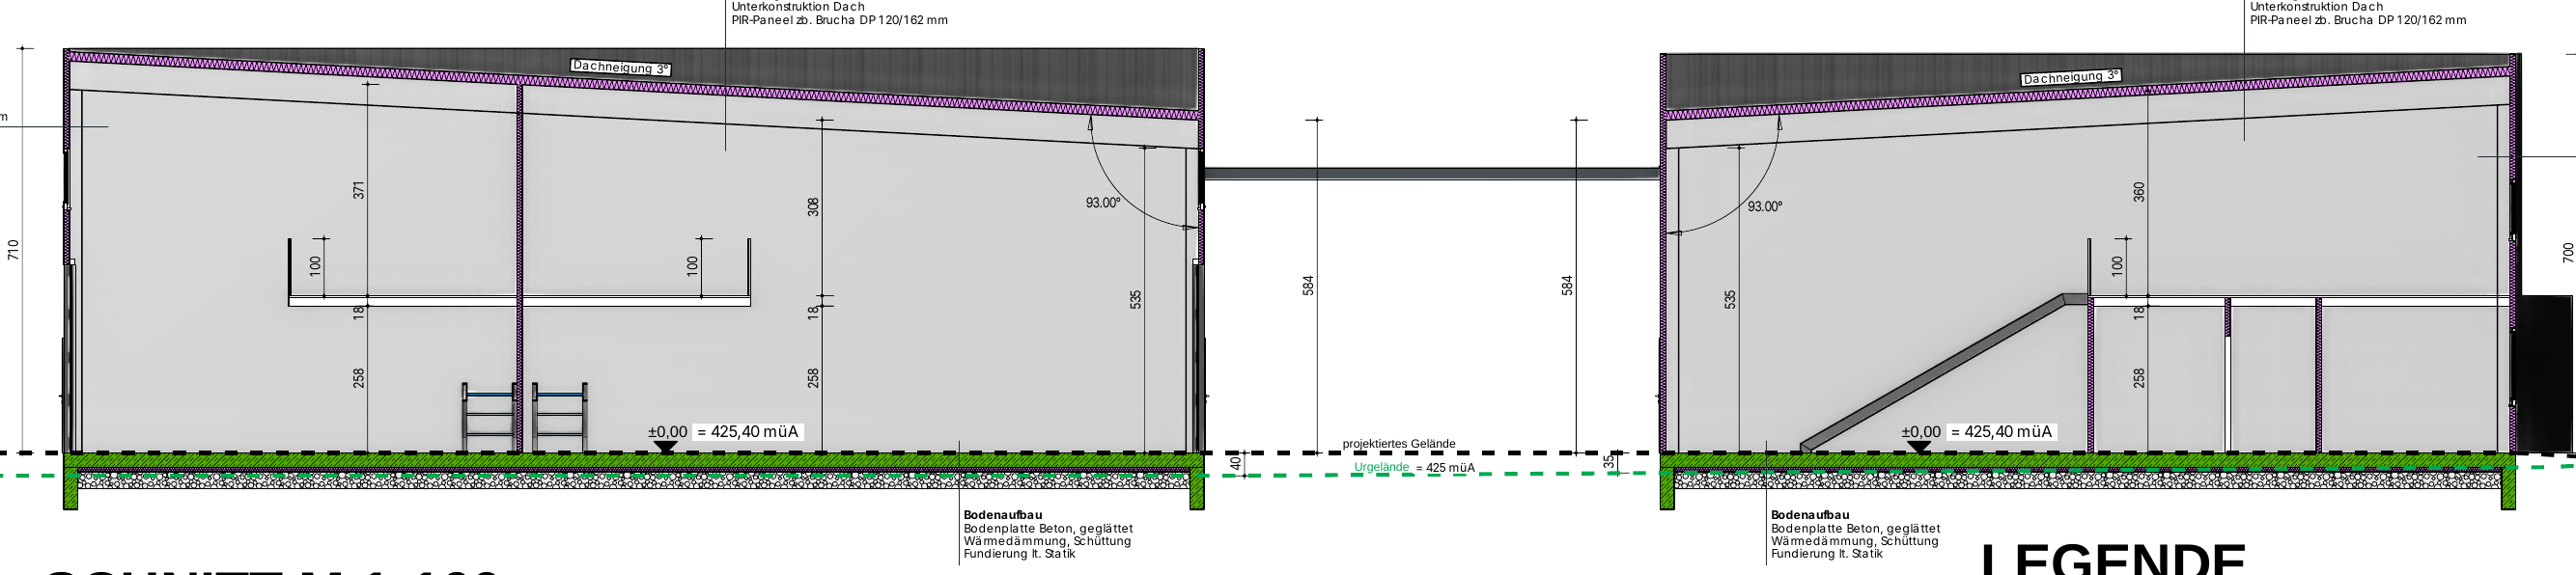 Unterkonstruktion Dach
PIR-Paneel zb. Brucha DP 120/162 mm
Unterkonstruktion Dach
PIR-Paneel zb. Brucha DP 120/162 mm
Dachneigung 3°
Dachneigung 3°
m
710
371
308
93.00°
93.00°
360
700
100
100
100
584
584
535
535
18
18
18
258
258
258
±0,00 = 425,40 müA
±0,00 = 425,40 müA
projektiertes Gelände
Urgelände = 425 müA
40
35
Bodenaufbau
Bodenplatte Beton, geglättet
Wärmedämmung, Schüttung
Fundierung lt. Statik
Bodenaufbau
Bodenplatte Beton, geglättet
Wärmedämmung, Schüttung
Fundierung lt. Statik
LEGENDE